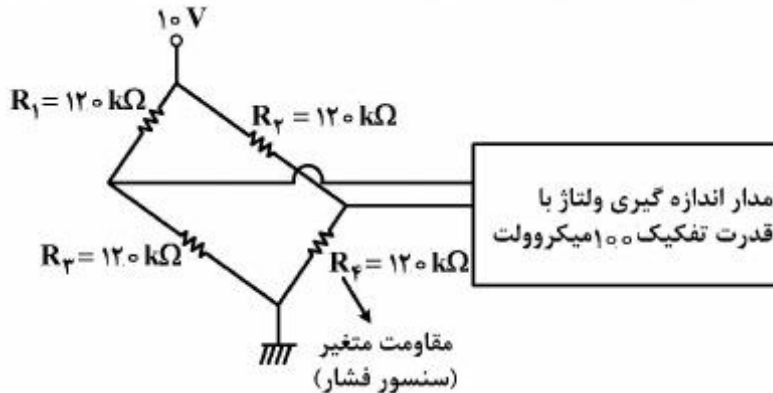 ۱۰ V
R۱ = ۱۲۰ kΩ
R۲ = ۱۲۰ kΩ
مدار اندازه گیری ولتاژ با
قدرت تفکیک ۱۰۰میکروولت
R۳ = ۱۲۰ kΩ
R۴ = ۱۲۰ kΩ
مقاومت متغیر
(سنسور فشار)